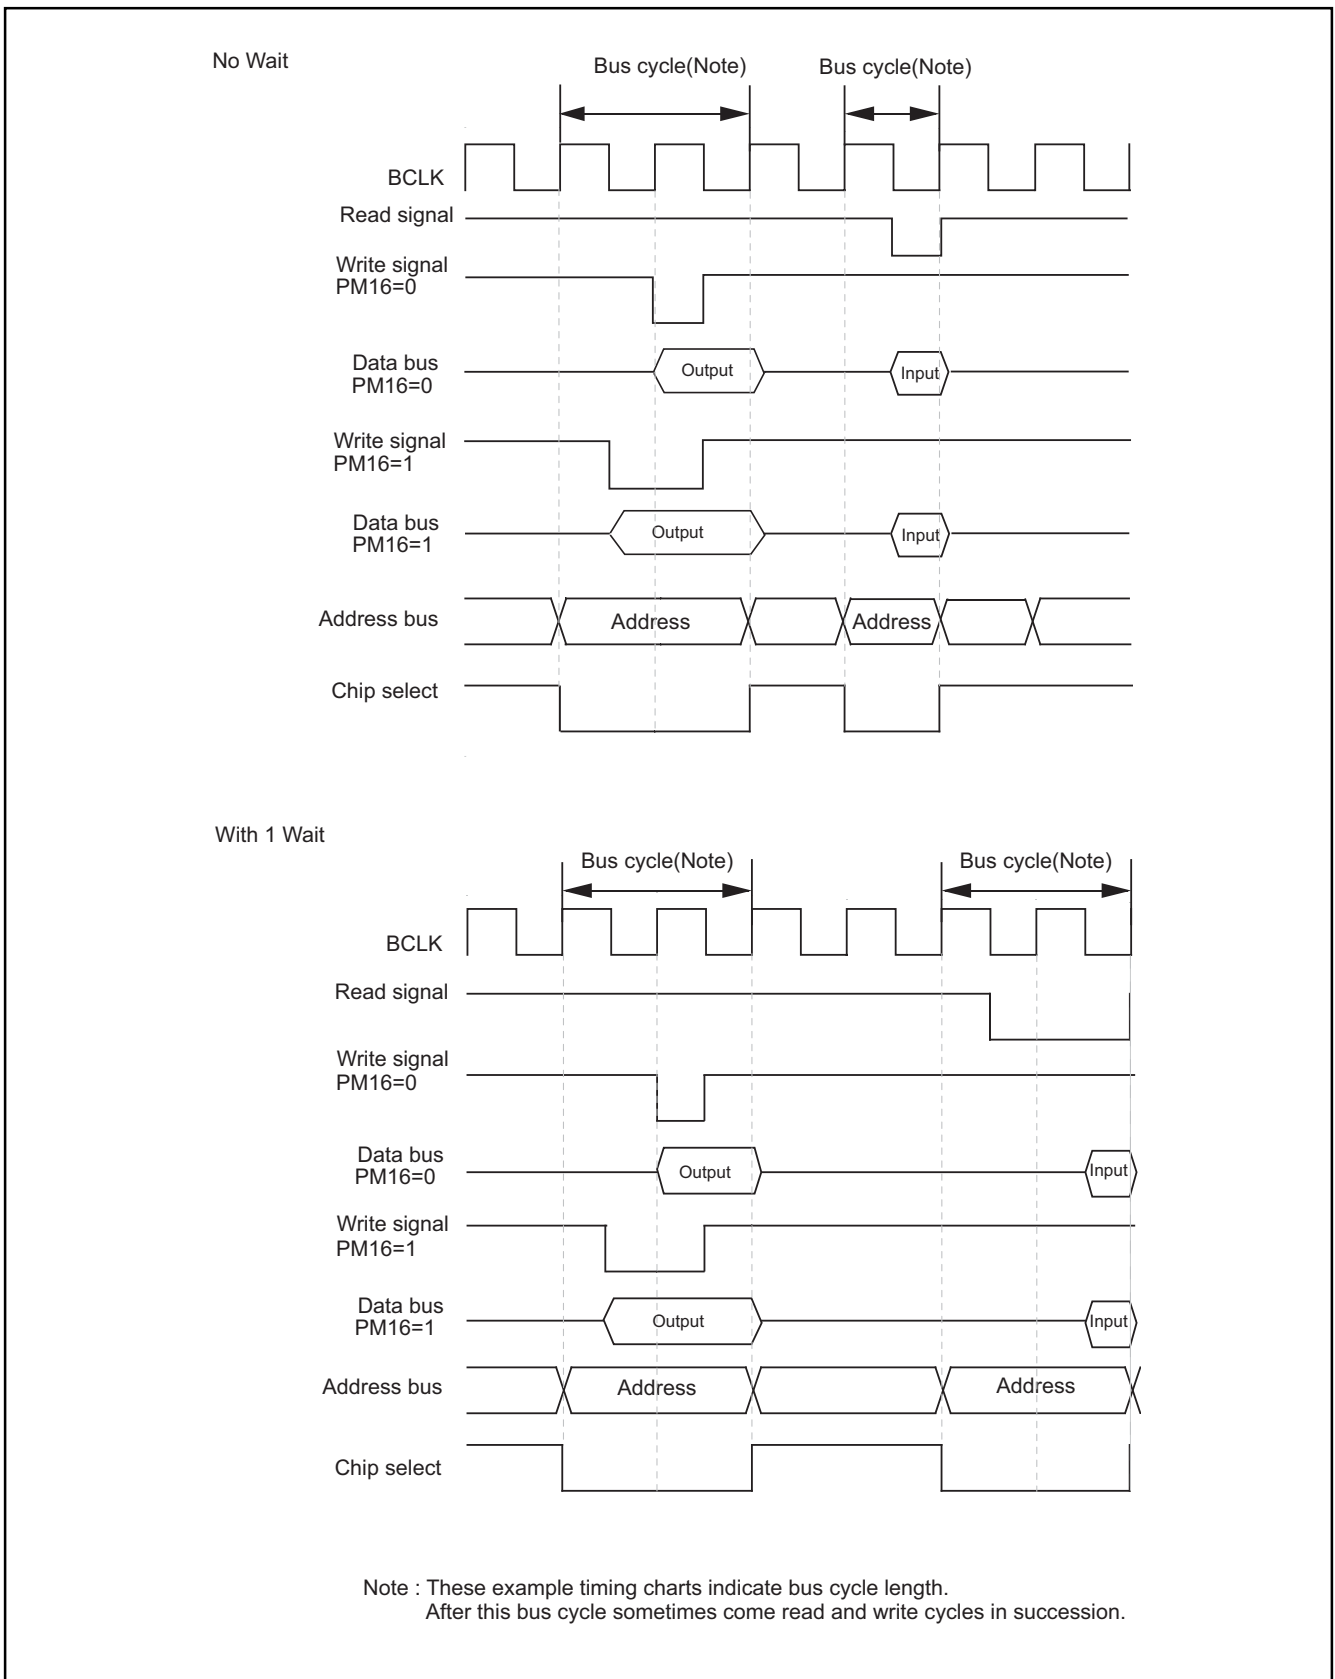 No Wait
Bus cycle(Note) Bus cycle(Note)
BCLK
Read signal
Write signal
PM16=0
Data bus
PM16=0
Output Input
Write signal
PM16=1
Data bus
PM16=1
Output Input
Address bus Address Address
Chip select
With 1 Wait
Bus cycle(Note) Bus cycle(Note)
BCLK
Read signal
Write signal
PM16=0
Data bus
PM16=0
Output Input
Write signal
PM16=1
Data bus
PM16=1
Output Input
Address bus Address Address
Chip select
Note : These example timing charts indicate bus cycle length.
After this bus cycle sometimes come read and write cycles in succession.